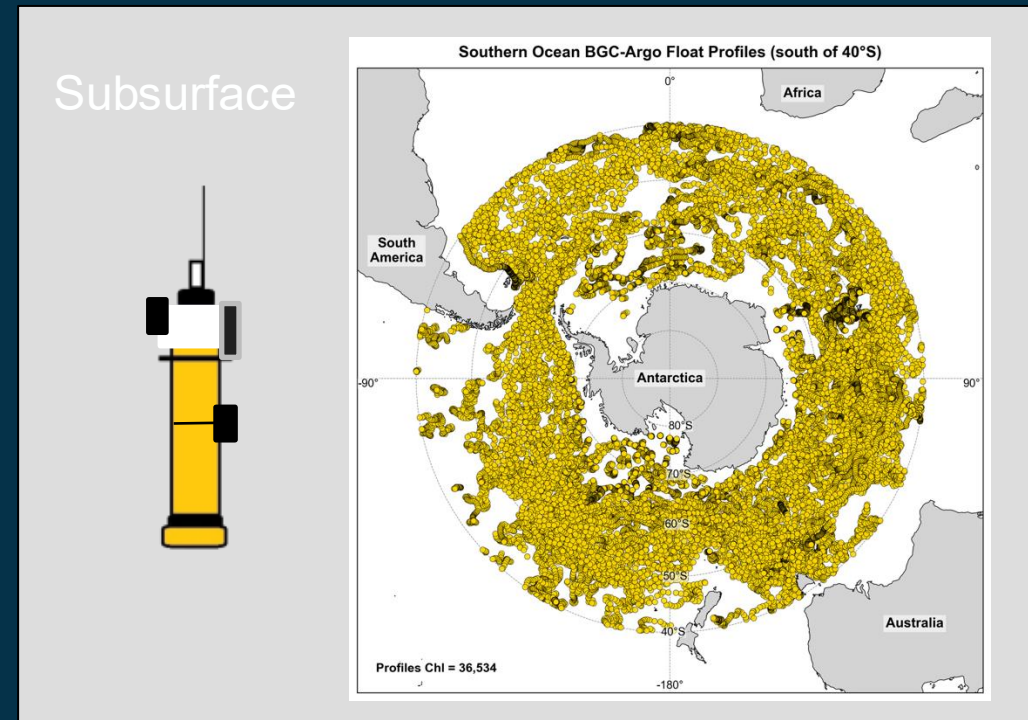 Subsurface
Southern Ocean BGC-Argo Float Profiles (south of 40°S)
0°
Africa
South
America
-90°
Antarctica
90°
80°S
70°S
60°S
50°S
40°S
Australia
Profiles Chl = 36,534
-180°